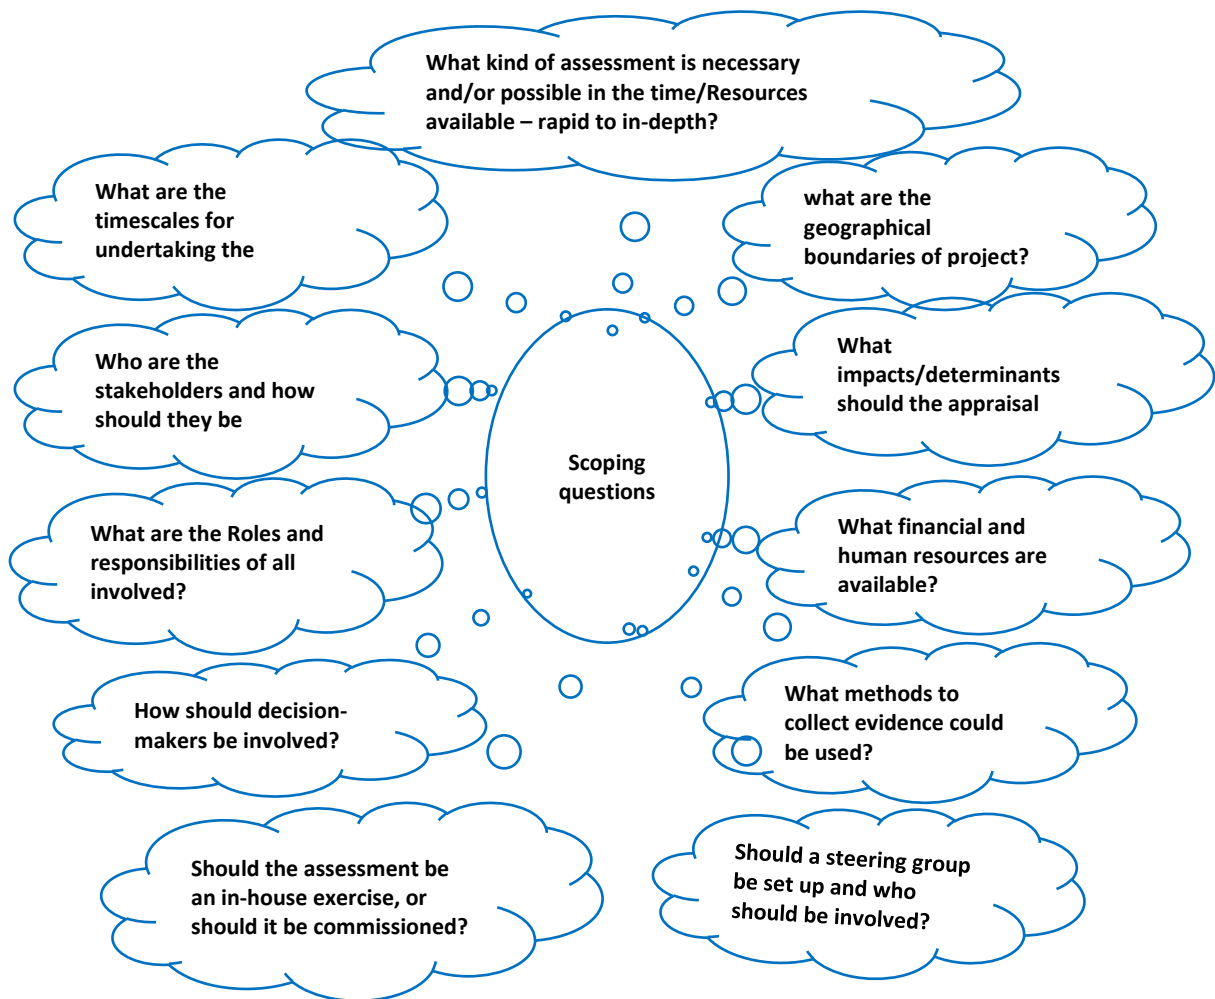 What kind of assessment is necessary
and/or possible in the time/Resources
available – rapid to in-depth?
What are the
timescales for
undertaking the
what are the
geographical
boundaries of project?
Who are the
stakeholders and how
should they be
What
impacts/determinants
should the appraisal
Scoping
questions
What are the Roles and
responsibilities of all
involved?
What financial and
human resources are
available?
How should decision-
makers be involved?
What methods to
collect evidence could
be used?
Should the assessment be
an in-house exercise, or
should it be commissioned?
Should a steering group
be set up and who
should be involved?